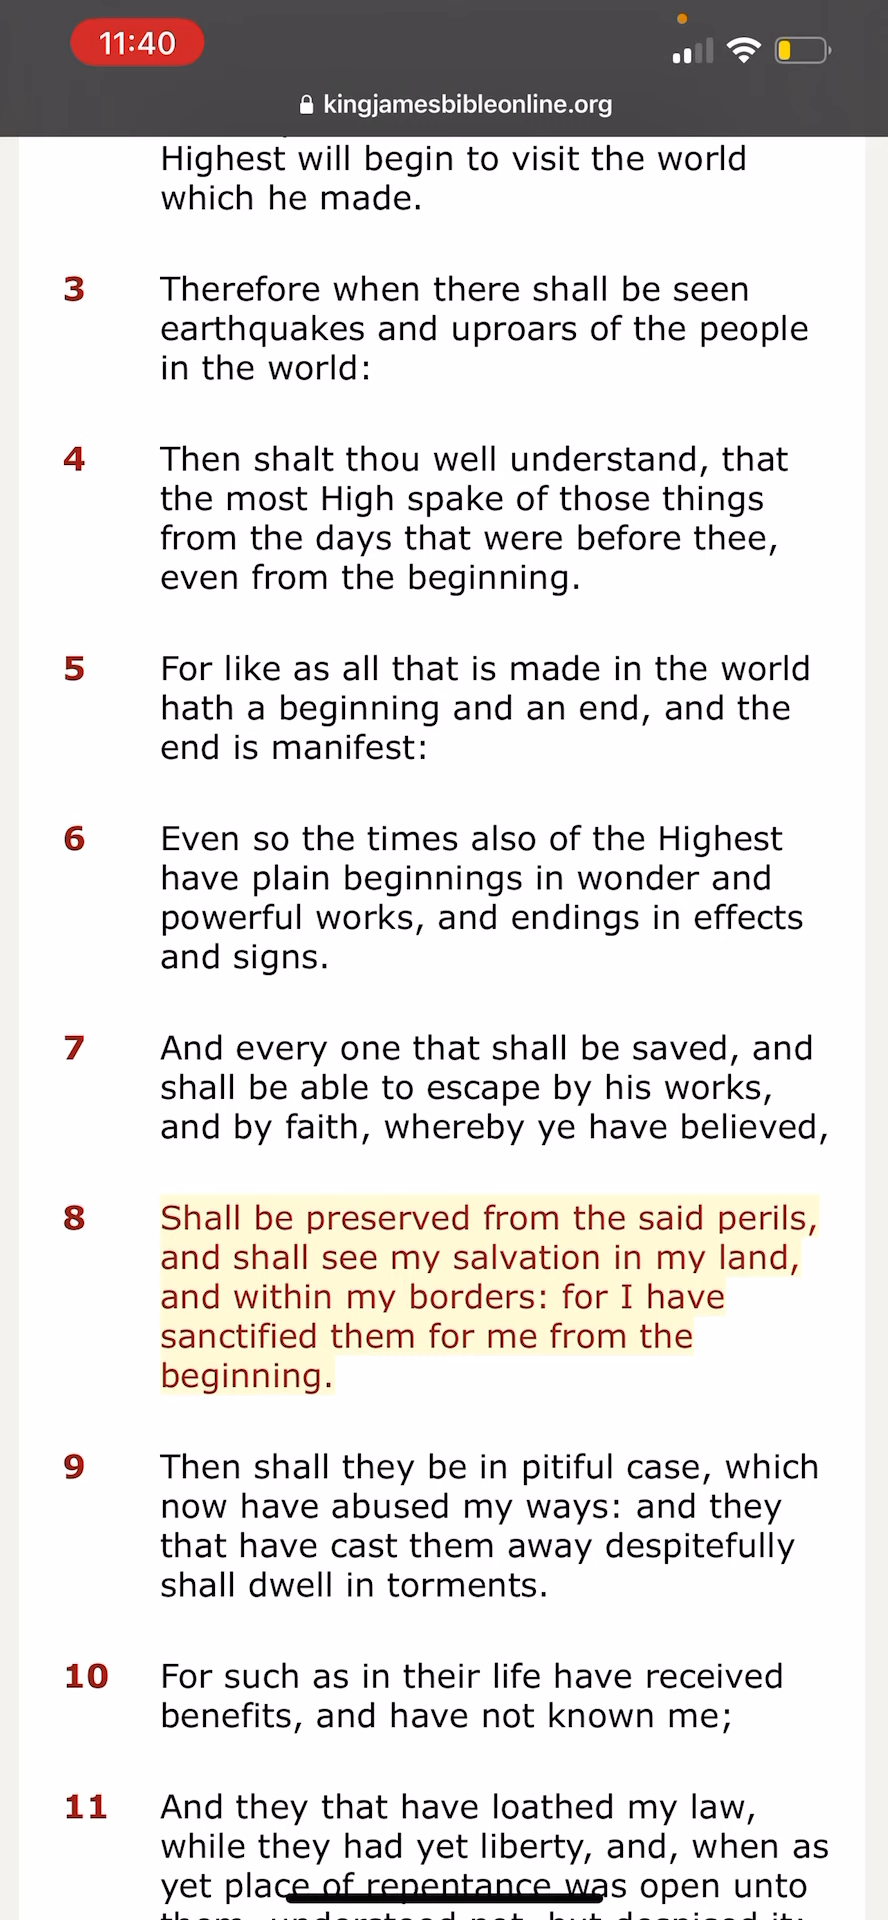 11:40
kingjamesbibleonline.org
Highest will begin to visit the world
which he made.
3 Therefore when there shall be seen
earthquakes and uproars of the people
in the world:
4 Then shalt thou well understand, that
the most High spake of those things
from the days that were before thee,
even from the beginning.
5 For like as all that is made in the world
hath a beginning and an end, and the
end is manifest:
6 Even so the times also of the Highest
have plain beginnings in wonder and
powerful works, and endings in effects
and signs.
7 And every one that shall be saved, and
shall be able to escape by his works,
and by faith, whereby ye have believed,
8 Shall be preserved from the said perils,
and shall see my salvation in my land,
and within my borders: for I have
sanctified them for me from the
beginning.
9 Then shall they be in pitiful case, which
now have abused my ways: and they
that have cast them away despitefully
shall dwell in torments.
10 For such as in their life have received
benefits, and have not known me;
11 And they that have loathed my law,
while they had yet liberty, and, when as
yet place of repentance was open unto
them, understood not, but despised it;